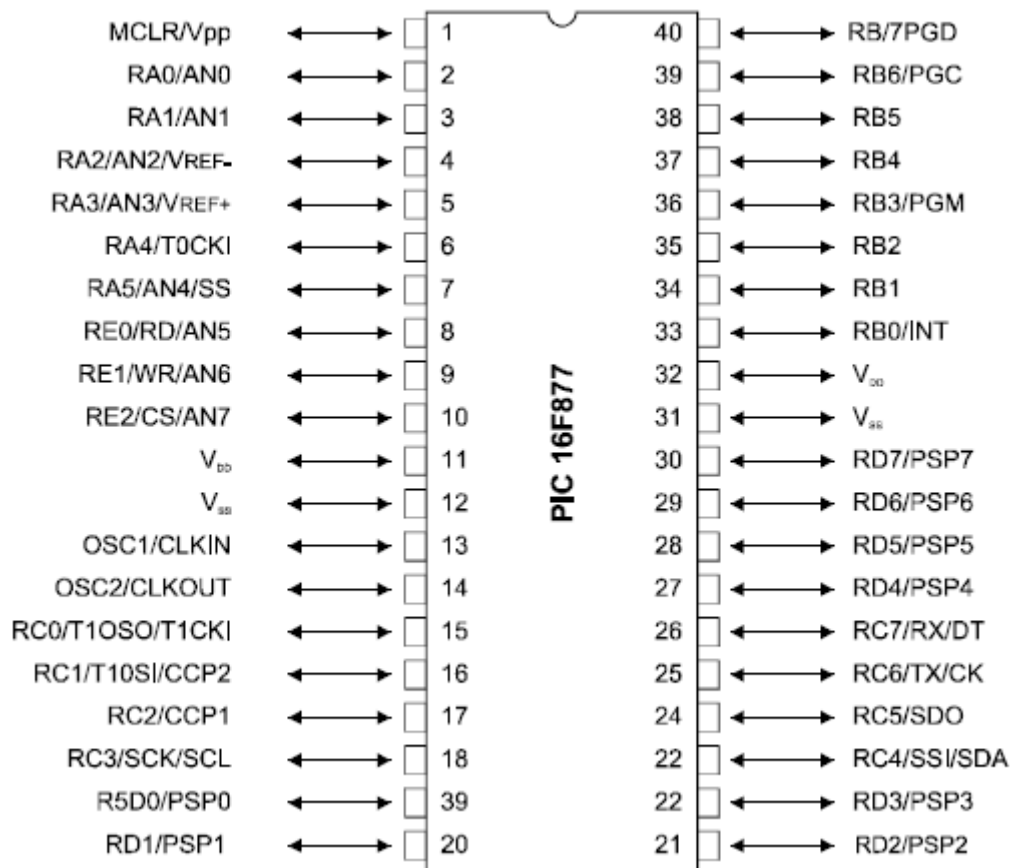 MCLR/Vpp 1 40 RB/7PGD
RA0/AN0 2 39 RB6/PGC
RA1/AN1 3 38 RB5
RA2/AN2/VREF- 4 37 RB4
RA3/AN3/VREF+ 5 36 RB3/PGM
RA4/T0CKI 6 35 RB2
RA5/AN4/SS 7 34 RB1
RE0/RD/AN5 8 33 RB0/INT
RE1/WR/AN6 9 32 VDD
RE2/CS/AN7 10 31 Vss
VDD 11 30 RD7/PSP7
Vss 12 29 RD6/PSP6
OSC1/CLKIN 13 28 RD5/PSP5
OSC2/CLKOUT 14 27 RD4/PSP4
RC0/T1OSO/T1CKI 15 26 RC7/RX/DT
RC1/T10SI/CCP2 16 25 RC6/TX/CK
RC2/CCP1 17 24 RC5/SDO
RC3/SCK/SCL 18 22 RC4/SSI/SDA
R5D0/PSP0 39 22 RD3/PSP3
RD1/PSP1 20 21 RD2/PSP2
PIC 16F877